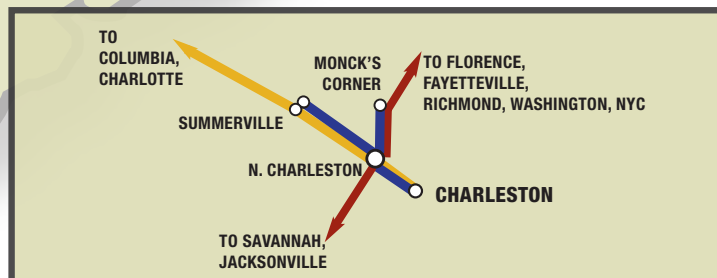 TO
COLUMBIA,
CHARLOTTE
MONCK'S
CORNER
TO FLORENCE,
FAYETTEVILLE,
RICHMOND, WASHINGTON, NYC
SUMMERVILLE
N. CHARLESTON
CHARLESTON
TO SAVANNAH,
JACKSONVILLE